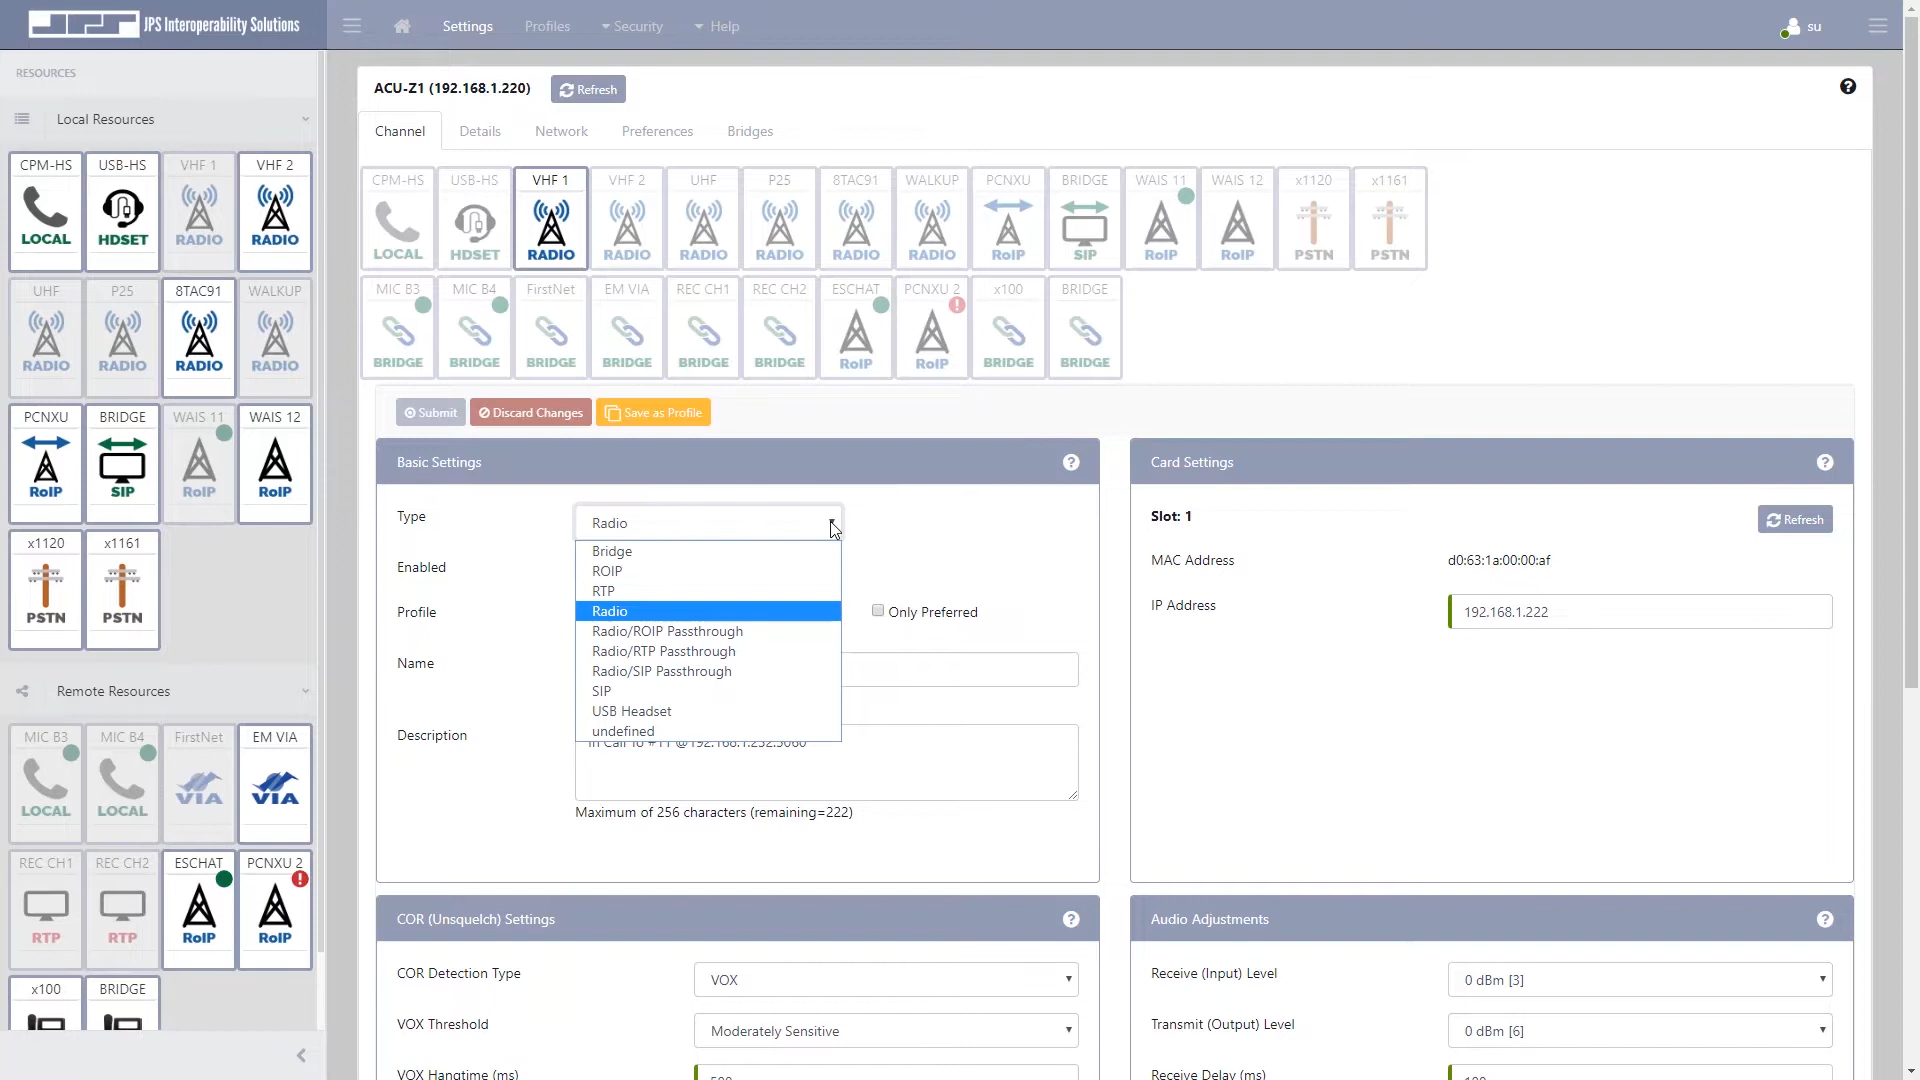 JPS JPS Interoperability Solutions
Settings Profiles Security Help su
RESOURCES
Local Resources
CPM-HS USB-HS VHF 1 VHF 2
LOCAL HDSET RADIO RADIO
UHF P25 8TAC91 WALKUP
RADIO RADIO RADIO RADIO
PCNXU BRIDGE WAIS 11 WAIS 12
RoIP SIP RoIP RoIP
x1120 x1161
PSTN PSTN
Remote Resources
MIC B3 MIC B4 FirstNet EM VIA
LOCAL LOCAL VIA VIA
REC CH1 REC CH2 ESCHAT PCNXU 2
RTP RTP RoIP RoIP
x100 BRIDGE
ACU-Z1 (192.168.1.220) Refresh
Channel Details Network Preferences Bridges
CPM-HS USB-HS VHF 1 VHF 2 UHF P25 8TAC91 WALKUP PCNXU BRIDGE WAIS 11 WAIS 12 x1120 x1161
LOCAL HDSET RADIO RADIO RADIO RADIO RADIO RADIO RoIP SIP RoIP RoIP PSTN PSTN
MIC B3 MIC B4 FirstNet EM VIA REC CH1 REC CH2 ESCHAT PCNXU 2 x100 BRIDGE
BRIDGE BRIDGE BRIDGE BRIDGE BRIDGE BRIDGE RoIP RoIP BRIDGE BRIDGE
Submit Discard Changes Save as Profile
Basic Settings
Type Radio
Bridge
ROIP
RTP
Radio
Radio/ROIP Passthrough
Radio/RTP Passthrough
Radio/SIP Passthrough
SIP
USB Headset
undefined
Enabled
Profile Only Preferred
Name
Description
In Call To #11 @192.168.1.232:5060
Maximum of 256 characters (remaining=222)
Card Settings
Slot: 1 Refresh
MAC Address d0:63:1a:00:00:af
IP Address 192.168.1.222
COR (Unsquelch) Settings
COR Detection Type VOX
VOX Threshold Moderately Sensitive
VOX Hangtime (ms) 500
Audio Adjustments
Receive (Input) Level 0 dBm [3]
Transmit (Output) Level 0 dBm [6]
Receive Delay (ms) 100